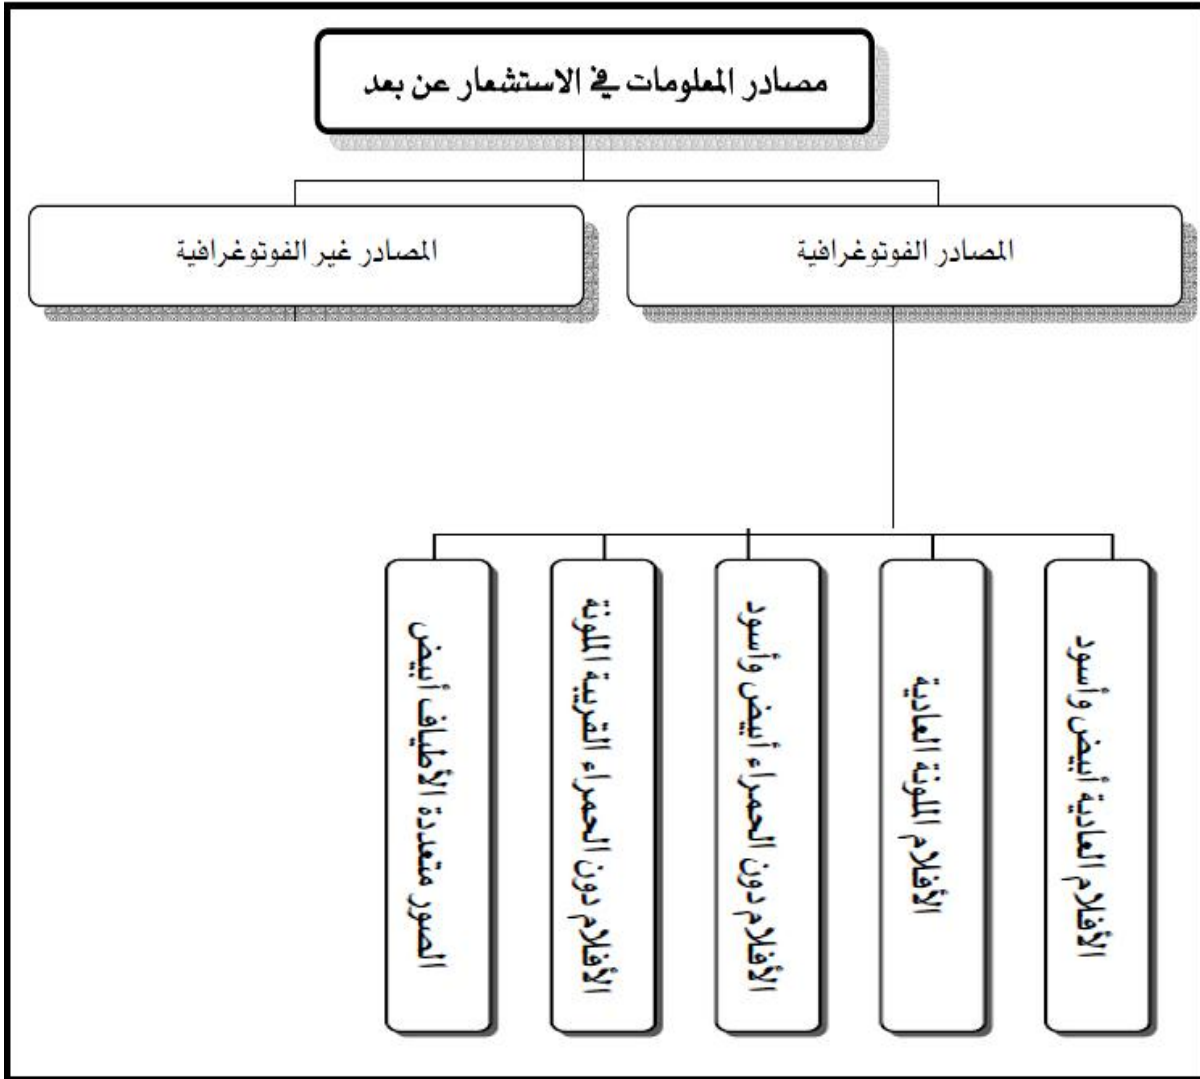 مصادر المعلومات في الاستشعار عن بعد
المصادر الفوتوغرافية
المصادر غير الفوتوغرافية
الأفلام العادية أبيض وأسود
الأفلام الملونة العادية
الأفلام دون الحمراء أبيض وأسود
الأفلام دون الحمراء القريبة الملونة
الصور متعددة الأطياف أبيض